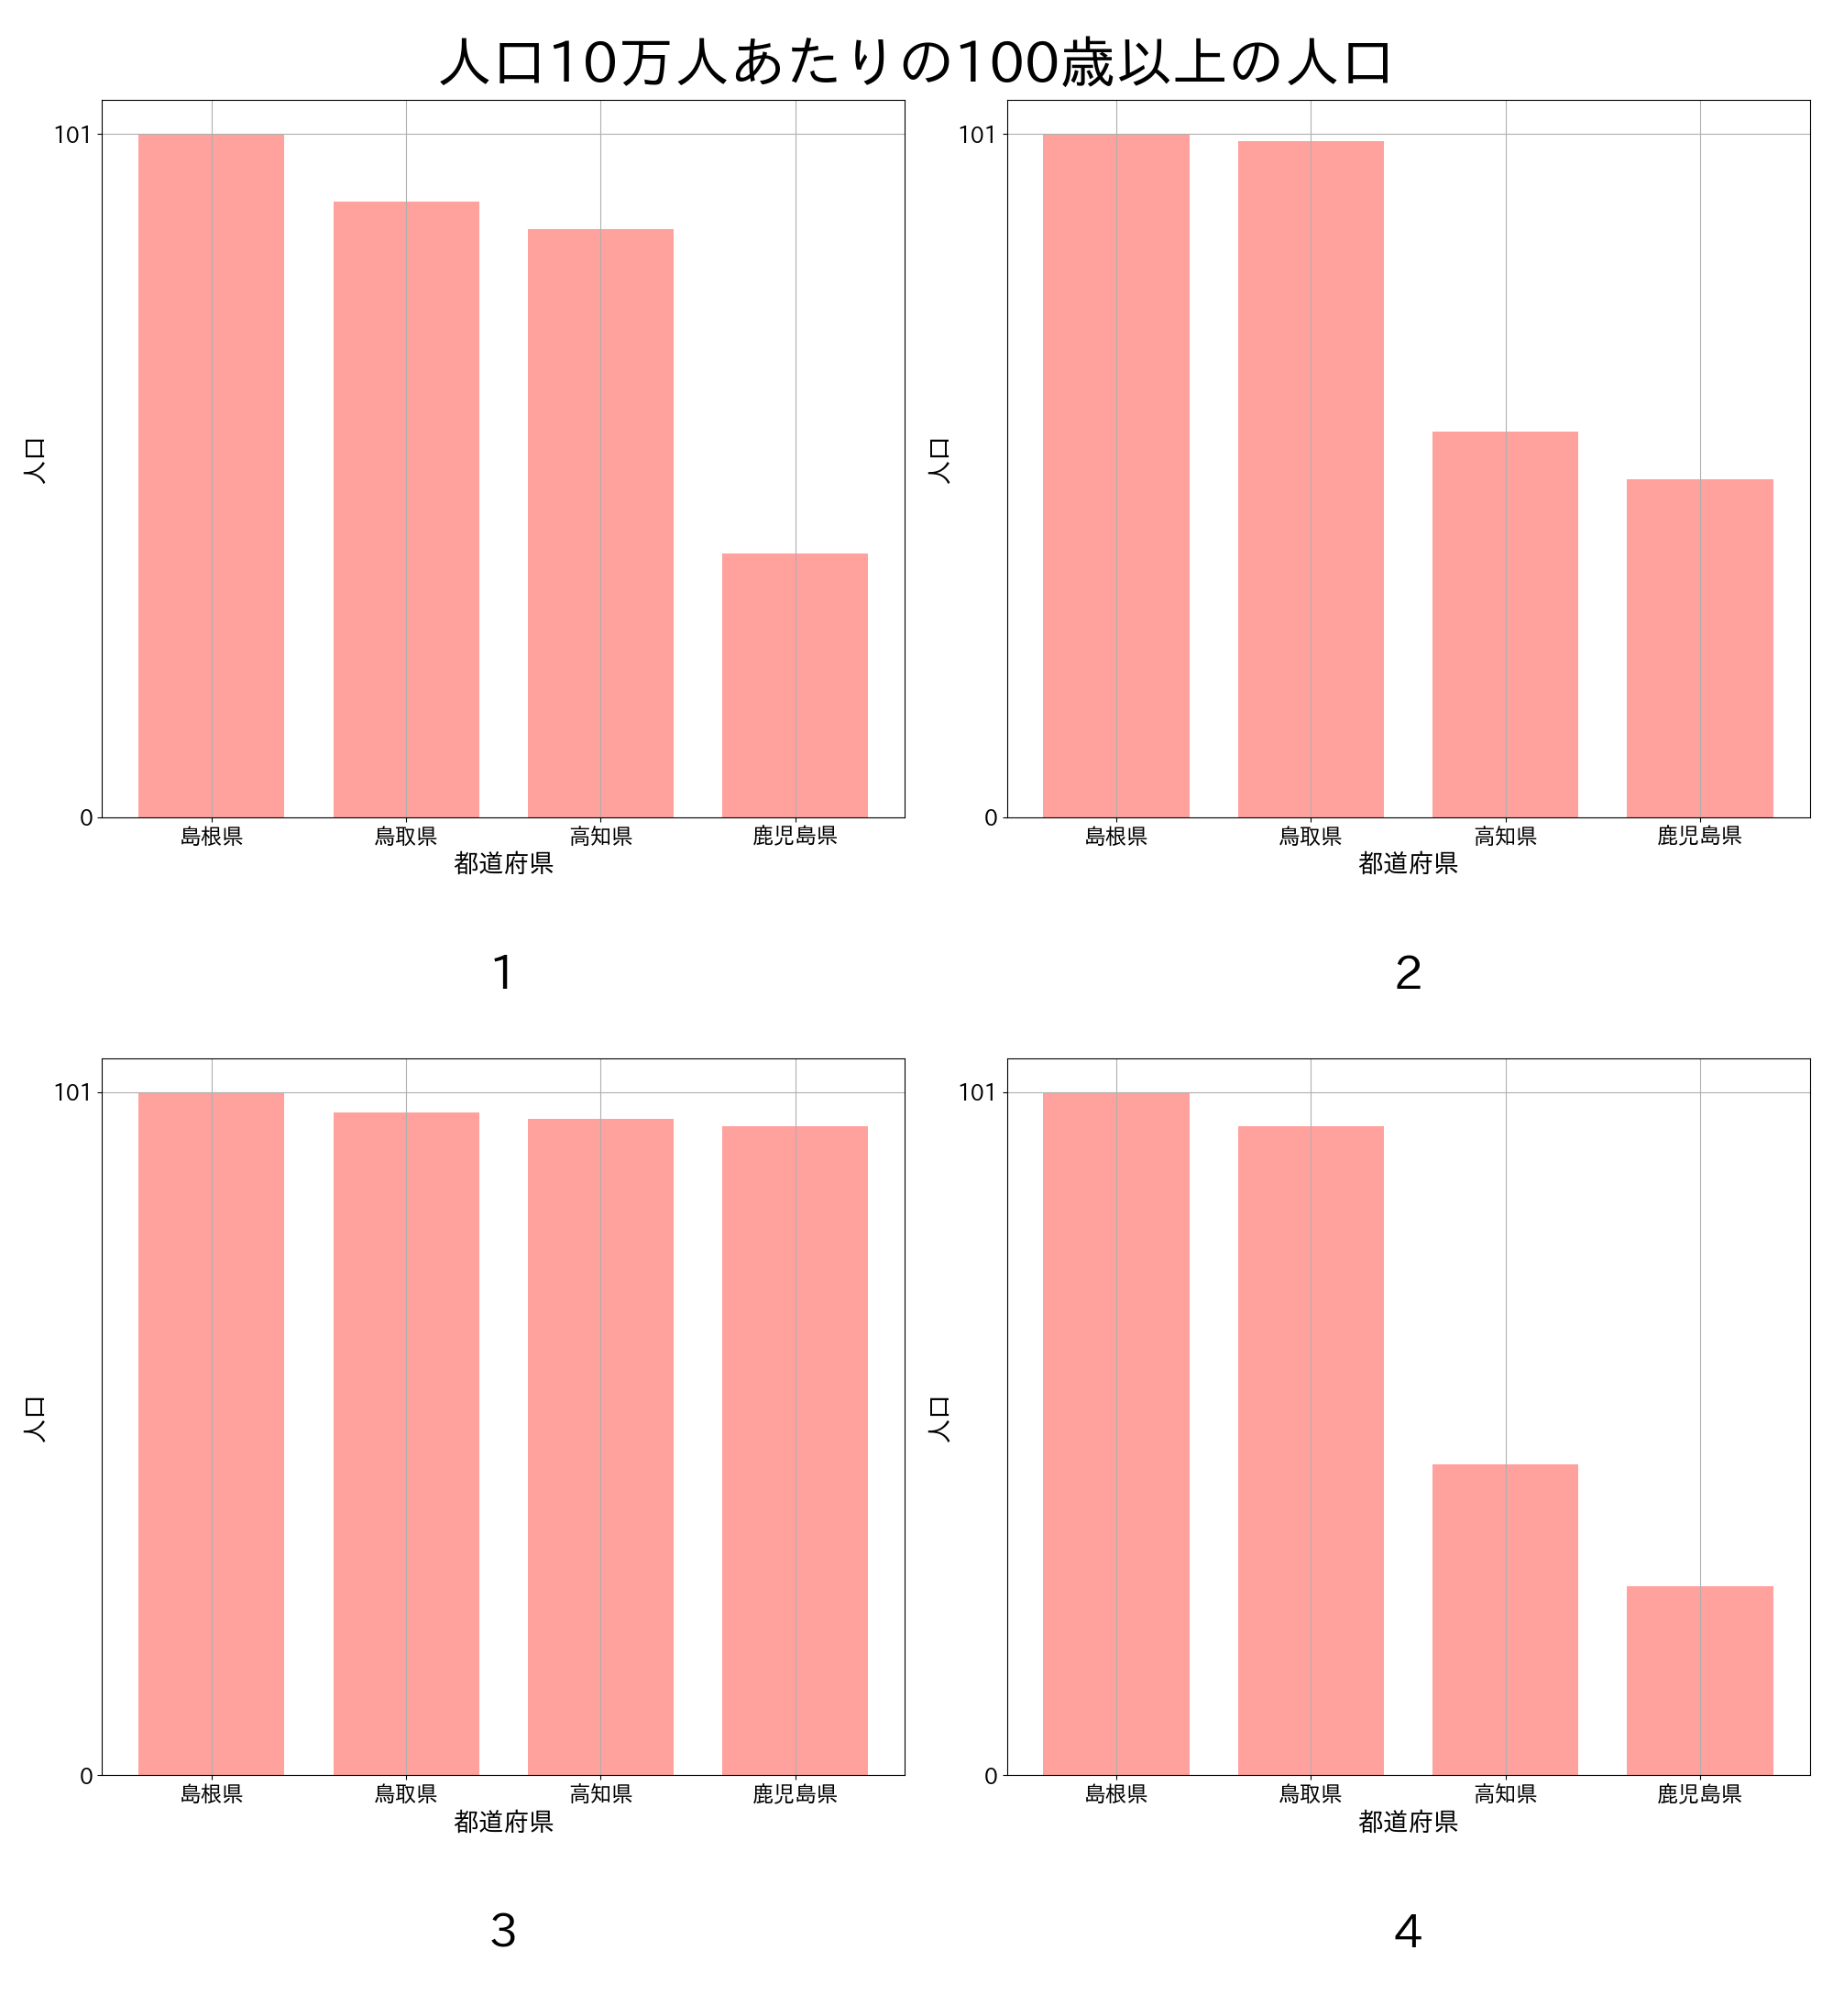 人口10万人あたりの100歳以上の人口
101
0
人口
島根県 鳥取県 高知県 鹿児島県
都道府県
1
101
0
人口
島根県 鳥取県 高知県 鹿児島県
都道府県
2
101
0
人口
島根県 鳥取県 高知県 鹿児島県
都道府県
3
101
0
人口
島根県 鳥取県 高知県 鹿児島県
都道府県
4